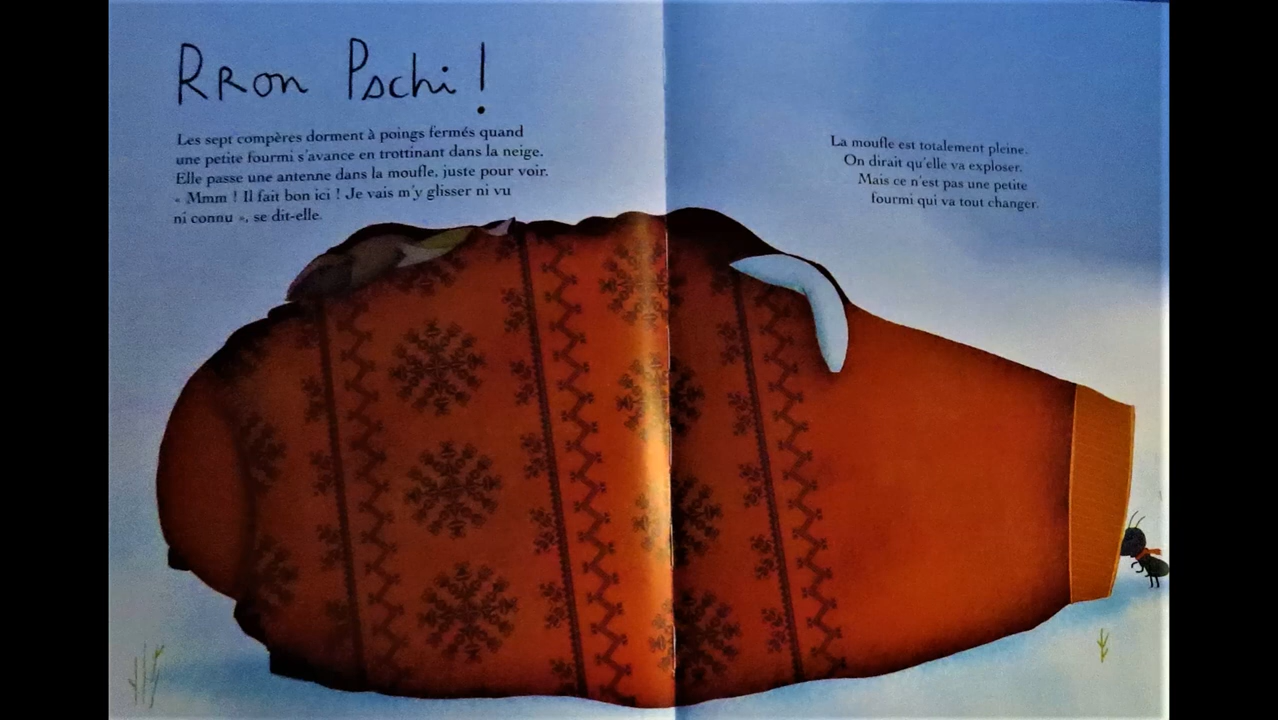 RRon Pschi !
Les sept compères dorment à poings fermés quand
une petite fourmi s'avance en trottinant dans la neige.
Elle passe une antenne dans la moufle, juste pour voir.
« Mmm ! Il fait bon ici ! Je vais m'y glisser ni vu
ni connu », se dit-elle.
La moufle est totalement pleine.
On dirait qu'elle va exploser.
Mais ce n'est pas une petite
fourmi qui va tout changer.